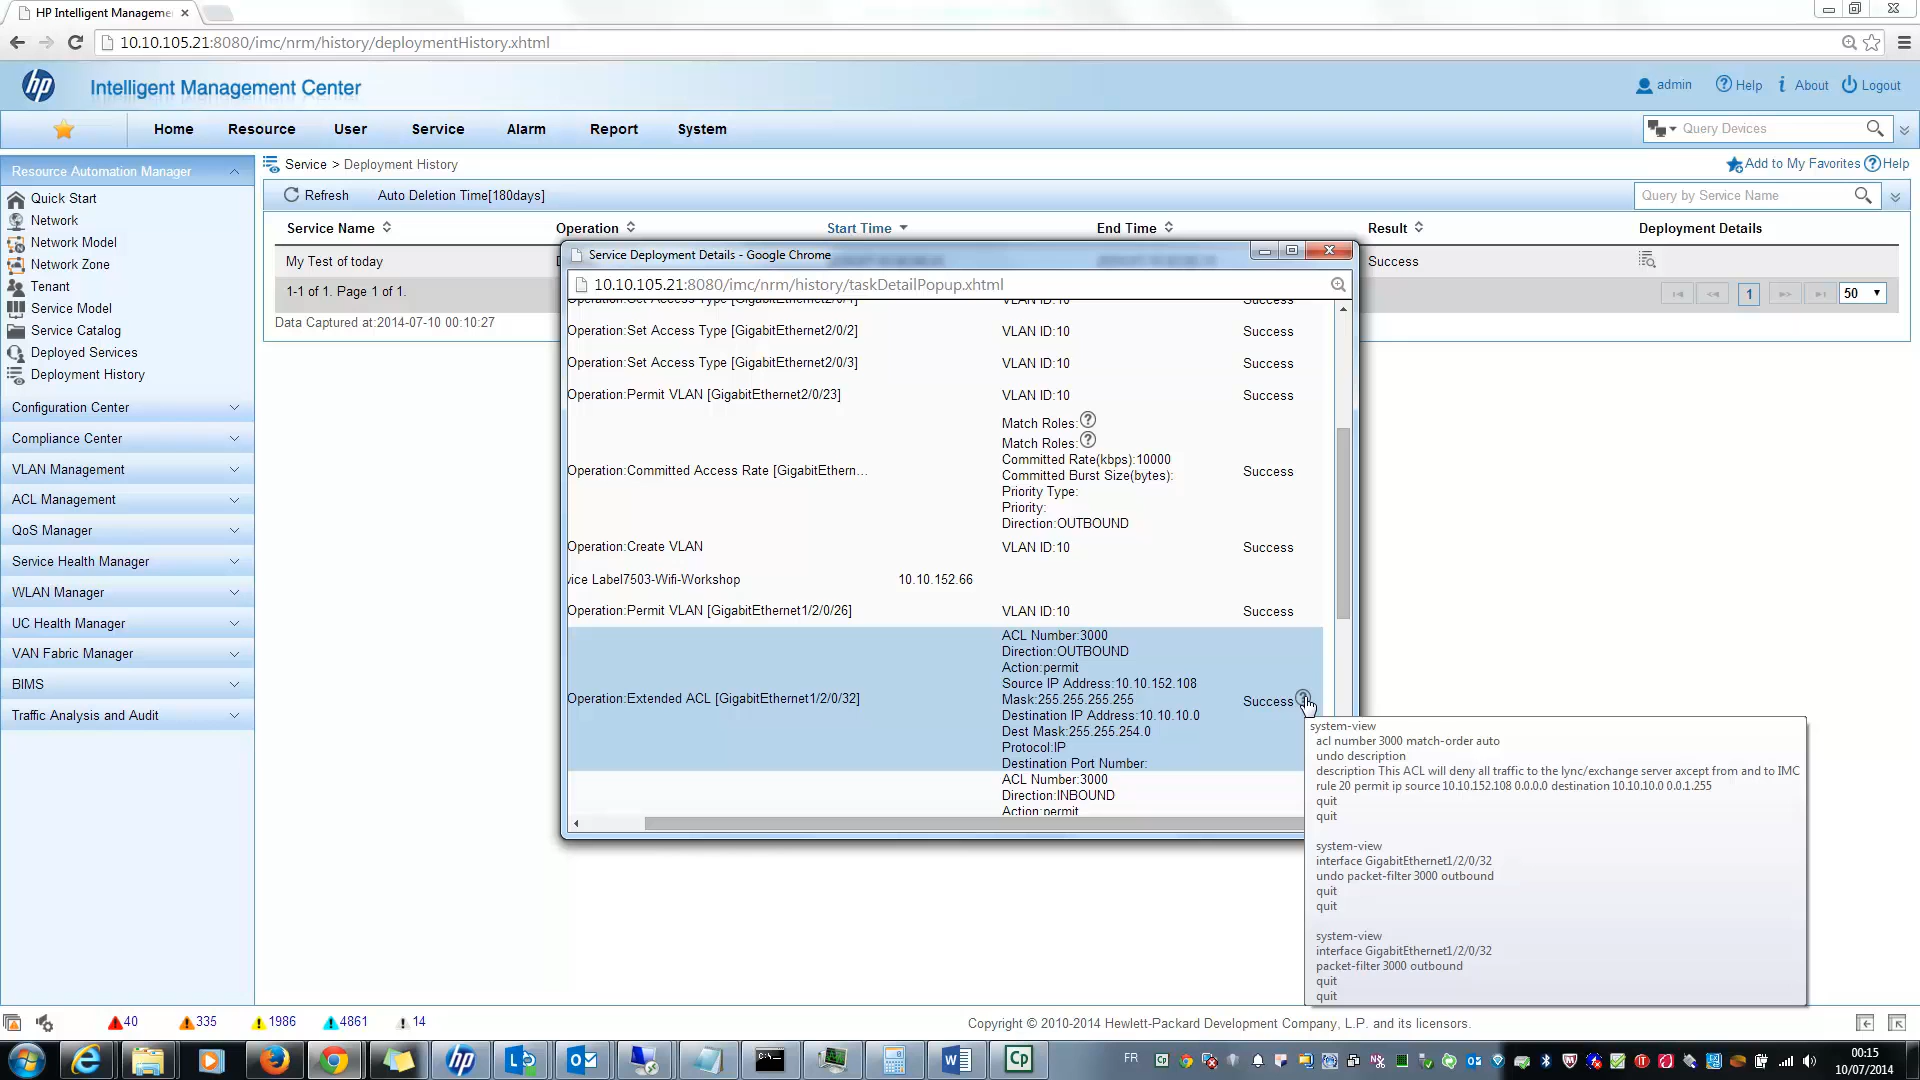 HP Intelligent Manageme
10.10.105.21:8080/imc/nrm/history/deploymentHistory.xhtml
hp Intelligent Management Center
admin Help About Logout
Home Resource User Service Alarm Report System
Query Devices
Resource Automation Manager
Quick Start
Network
Network Model
Network Zone
Tenant
Service Model
Service Catalog
Deployed Services
Deployment History
Configuration Center
Compliance Center
VLAN Management
ACL Management
QoS Manager
Service Health Manager
WLAN Manager
UC Health Manager
VAN Fabric Manager
BIMS
Traffic Analysis and Audit
Service > Deployment History
Add to My Favorites Help
Refresh Auto Deletion Time[180days]
Query by Service Name
Service Name Operation Start Time End Time Result Deployment Details
My Test of today Success
1-1 of 1. Page 1 of 1.
1 50
Data Captured at:2014-07-10 00:10:27
Service Deployment Details - Google Chrome
10.10.105.21:8080/imc/nrm/history/taskDetailPopup.xhtml
Operation:Set Access Type [GigabitEthernet2/0/1] VLAN ID:10 Success
Operation:Set Access Type [GigabitEthernet2/0/2] VLAN ID:10 Success
Operation:Set Access Type [GigabitEthernet2/0/3] VLAN ID:10 Success
Operation:Permit VLAN [GigabitEthernet2/0/23] VLAN ID:10 Success
Match Roles:
Match Roles:
Committed Rate(kbps):10000
Operation:Committed Access Rate [GigabitEthern... Committed Burst Size(bytes): Success
Priority Type:
Priority:
Direction:OUTBOUND
Operation:Create VLAN VLAN ID:10 Success
vice Label7503-Wifi-Workshop 10.10.152.66
Operation:Permit VLAN [GigabitEthernet1/2/0/26] VLAN ID:10 Success
ACL Number:3000
Direction:OUTBOUND
Action:permit
Source IP Address:10.10.152.108
Operation:Extended ACL [GigabitEthernet1/2/0/32] Mask:255.255.255.255 Success
Destination IP Address:10.10.10.0
Dest Mask:255.255.254.0
Protocol:IP
Destination Port Number:
ACL Number:3000
Direction:INBOUND
Action:permit
system-view
acl number 3000 match-order auto
undo description
description This ACL will deny all traffic to the lync/exchange server axcept from and to IMC
rule 20 permit ip source 10.10.152.108 0.0.0.0 destination 10.10.10.0 0.0.1.255
quit
quit
system-view
interface GigabitEthernet1/2/0/32
undo packet-filter 3000 outbound
quit
quit
system-view
interface GigabitEthernet1/2/0/32
packet-filter 3000 outbound
quit
quit
40 335 1986 4861 14
Copyright © 2010-2014 Hewlett-Packard Development Company, L.P. and its licensors.
FR
00:15
10/07/2014